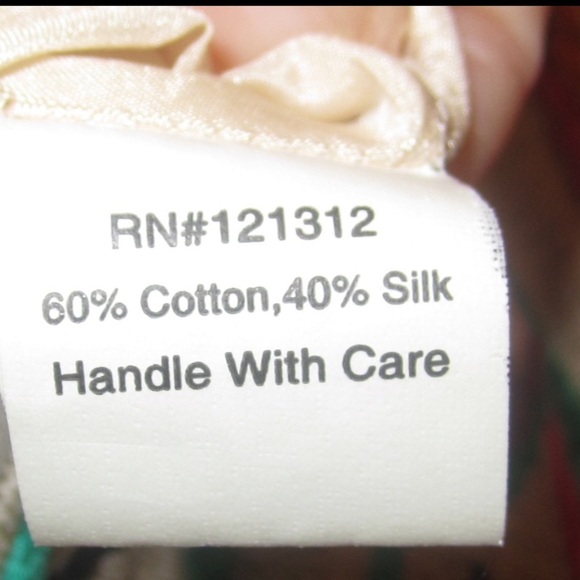 RN#121312
60% Cotton,40% Silk
Handle With Care